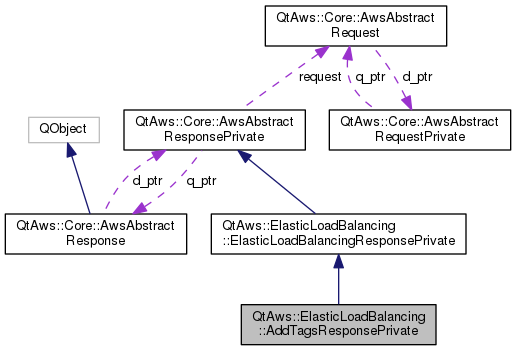 QtAws::Core::AwsAbstract
Request
request
q_ptr
d_ptr
QObject
QtAws::Core::AwsAbstract
ResponsePrivate
QtAws::Core::AwsAbstract
RequestPrivate
d_ptr
q_ptr
QtAws::Core::AwsAbstract
Response
QtAws::ElasticLoadBalancing
::ElasticLoadBalancingResponsePrivate
QtAws::ElasticLoadBalancing
::AddTagsResponsePrivate